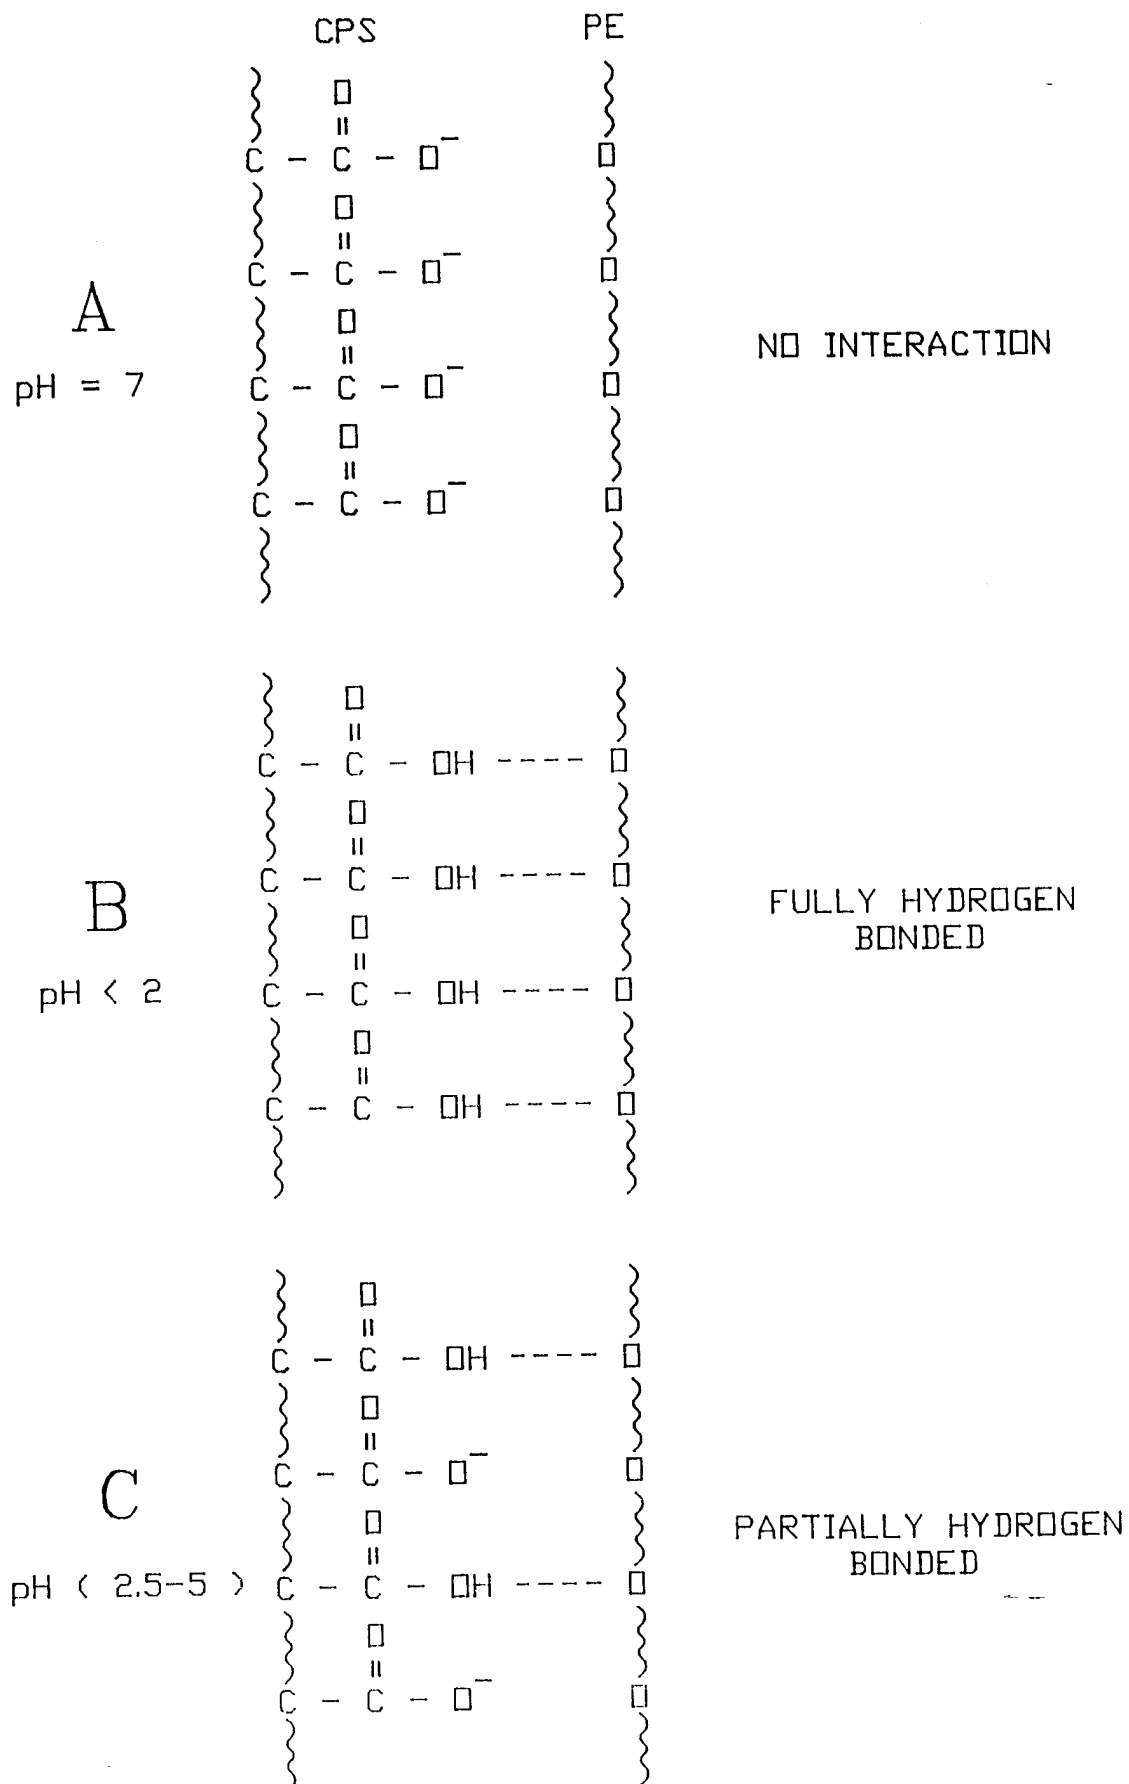 CPS PE
O
||
C - C - O⁻ O
O
||
C - C - O⁻ O
A
O
||
NO INTERACTION
pH = 7 C - C - O⁻ O
O
||
C - C - O⁻ O
O
||
C - C - OH ---- O
O
||
C - C - OH ---- O
B
FULLY HYDROGEN
BONDED
O
||
pH < 2 C - C - OH ---- O
O
||
C - C - OH ---- O
O
||
C - C - OH ---- O
O
||
C - C - O⁻ O
C
O
||
PARTIALLY HYDROGEN
BONDED
pH ( 2.5-5 ) C - C - OH ---- O
O
||
C - C - O⁻ O